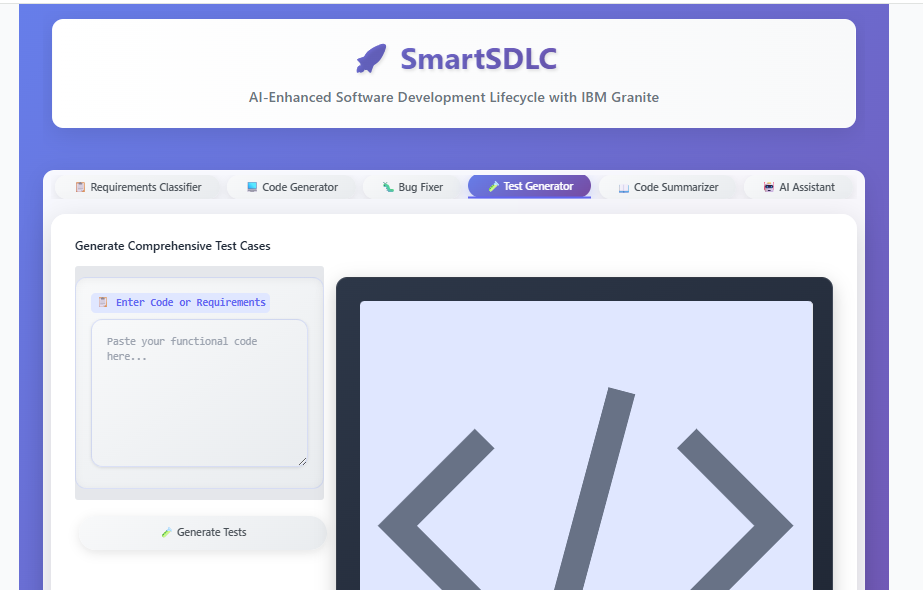 SmartSDLC
AI-Enhanced Software Development Lifecycle with IBM Granite
Requirements Classifier
Code Generator
Bug Fixer
Test Generator
Code Summarizer
AI Assistant
Generate Comprehensive Test Cases
Enter Code or Requirements
Paste your functional code
here...
Generate Tests